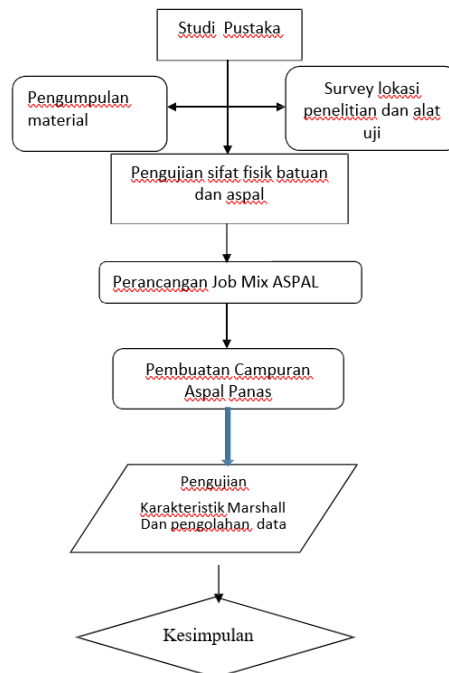 Studi Pustaka
Pengumpulan
material
Survey lokasi
penelitian dan alat
uji
Pengujian sifat fisik batuan
dan aspal
Perancangan Job Mix ASPAL
Pembuatan Campuran
Aspal Panas
Pengujian
Karakteristik Marshall
Dan pengolahan data
Kesimpulan